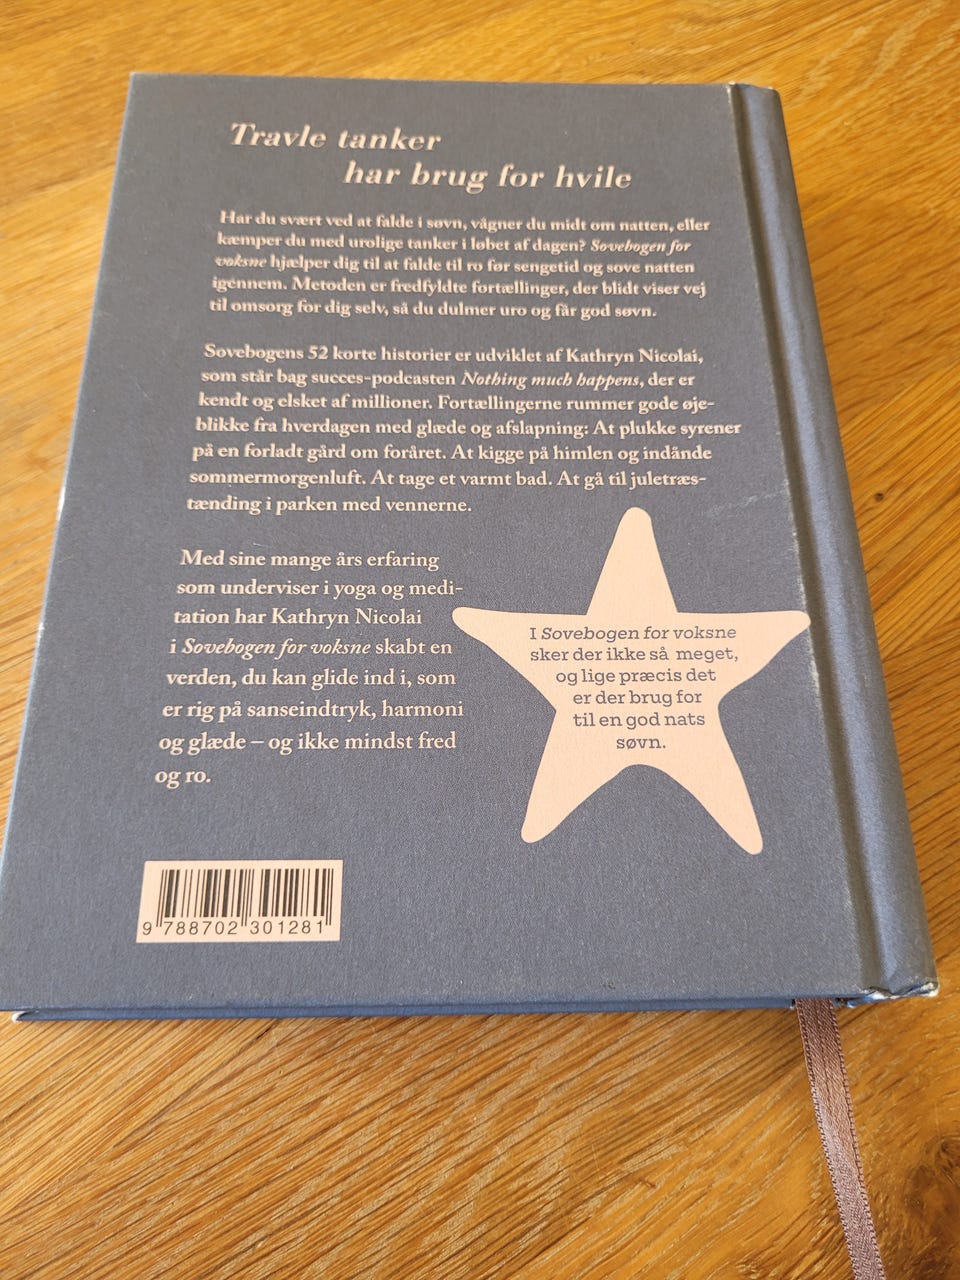 Travle tanker
har brug for hvile
Har du svært ved at falde i søvn, vågner du midt om natten, eller
kæmper du med urolige tanker i løbet af dagen? Sovebogen for
voksne hjælper dig til at falde til ro før sengetid og sove natten
igennem. Metoden er fredfyldte fortællinger, der blidt viser vej
til omsorg for dig selv, så du dulmer uro og får god søvn.
Sovebogens 52 korte historier er udviklet af Kathryn Nicolai,
som står bag succes-podcasten Nothing much happens, der er
kendt og elsket af millioner. Fortællingerne rummer gode øje-
blikke fra hverdagen med glæde og afslapning: At plukke syrener
på en forladt gård om foråret. At kigge på himlen og indånde
sommermorgenluft. At tage et varmt bad. At gå til juletræs-
tænding i parken med vennerne.
Med sine mange års erfaring
som underviser i yoga og medi-
tation har Kathryn Nicolai
i Sovebogen for voksne skabt en
verden, du kan glide ind i, som
er rig på sanseindtryk, harmoni
og glæde – og ikke mindst fred
og ro.
I Sovebogen for voksne
sker der ikke så meget,
og lige præcis det
er der brug for
til en god nats
søvn.
9 788702 301281